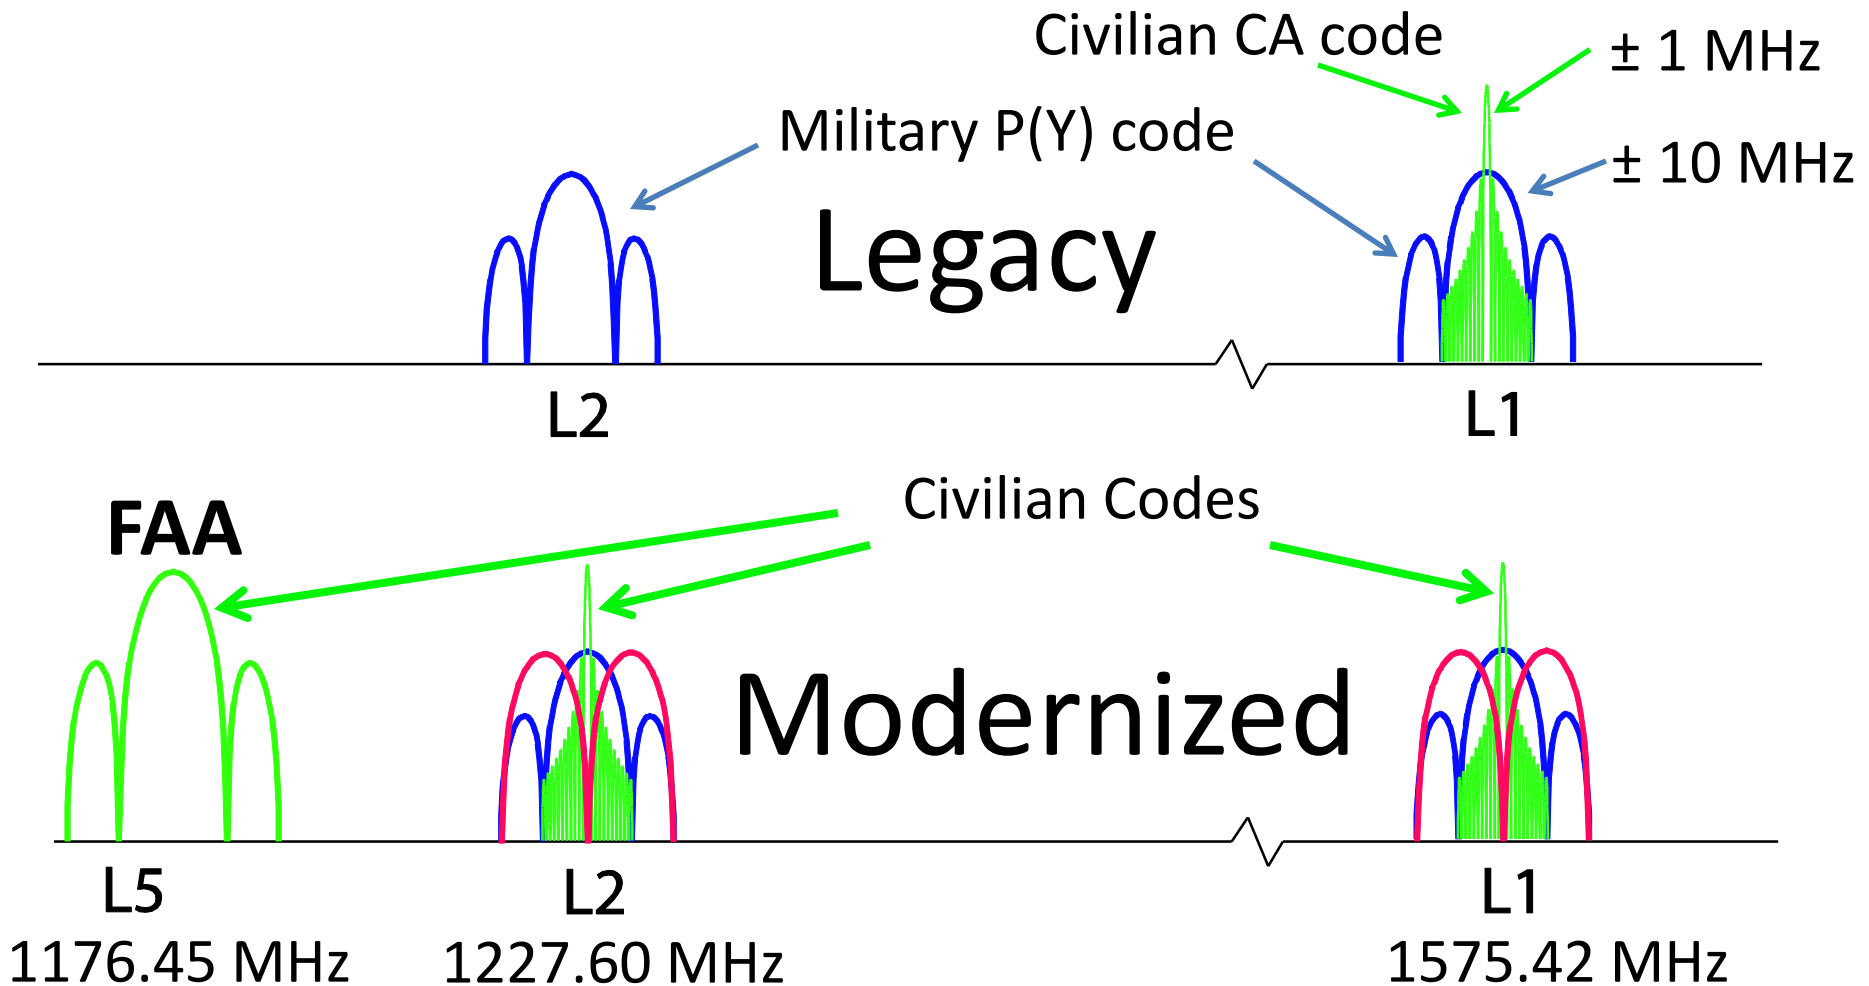 Civilian CA code
± 1 MHz
Military P(Y) code
± 10 MHz
Legacy
L2
L1
FAA
Civilian Codes
Modernized
L5
L2
L1
1176.45 MHz
1227.60 MHz
1575.42 MHz